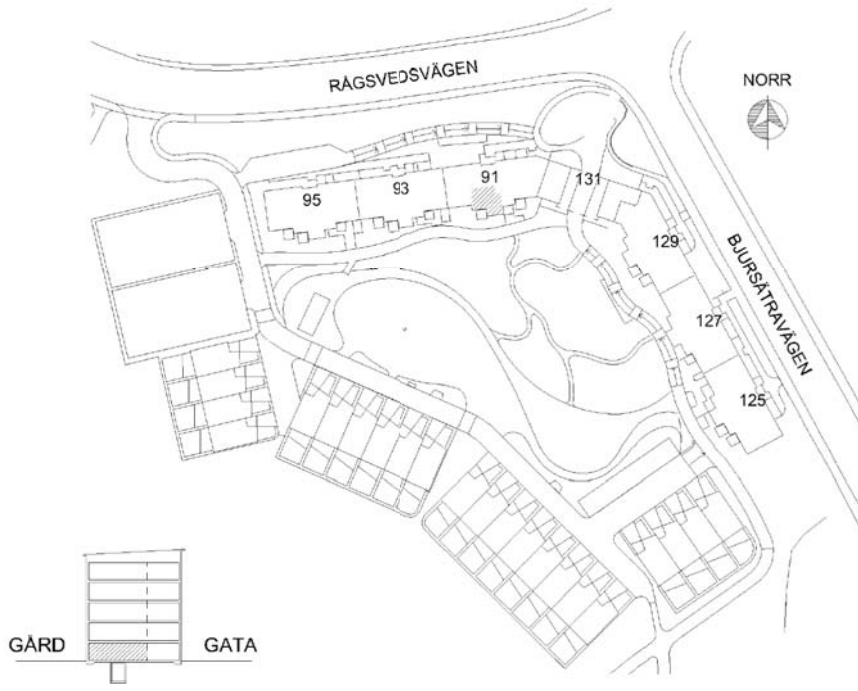 RÅGSVEDSVÄGEN
NORR
91
131
95
93
129
BJURSÄTRAVÄGEN
127
125
GÅRD
GATA